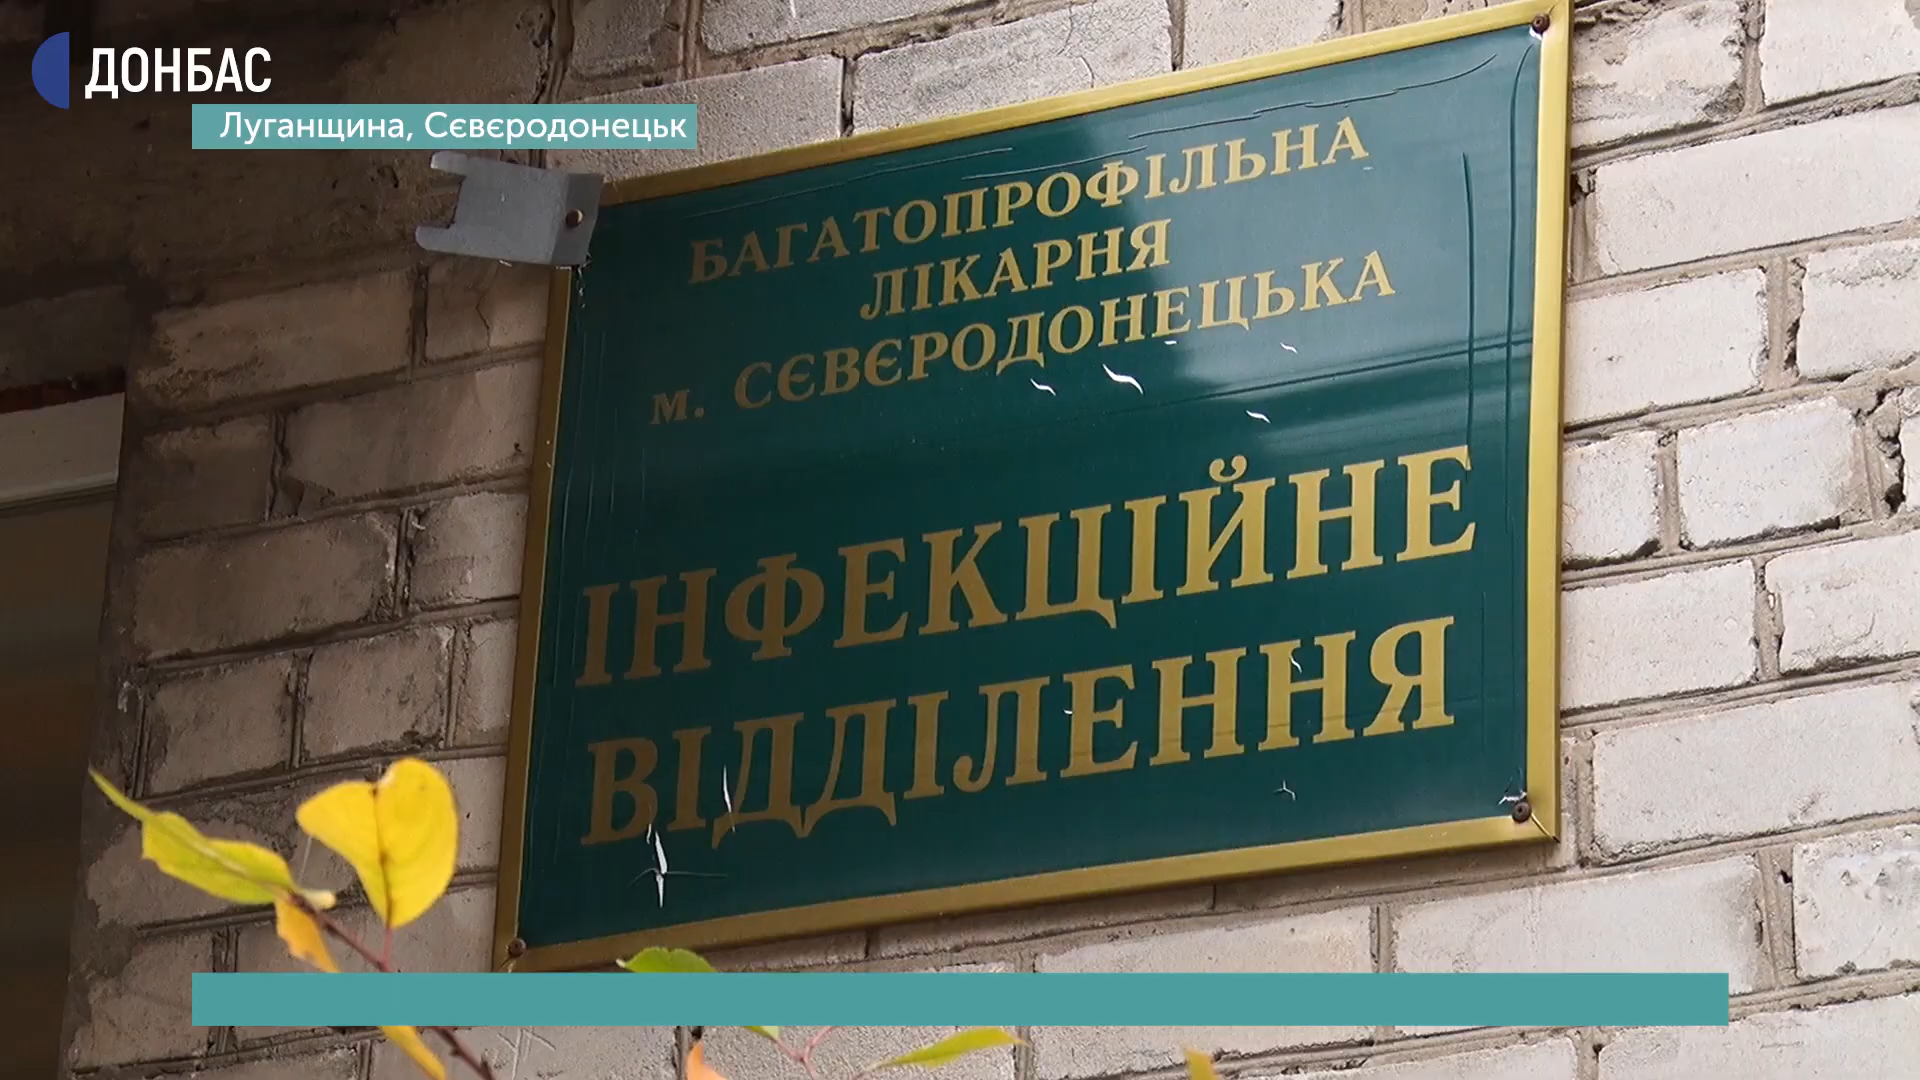 ДОНБАС
Луганщина, Сєвєродонецьк
БАГАТОПРОФІЛЬНА
ЛІКАРНЯ
м. СЄВЄРОДОНЕЦЬКА
ІНФЕКЦІЙНЕ
ВІДДІЛЕННЯ